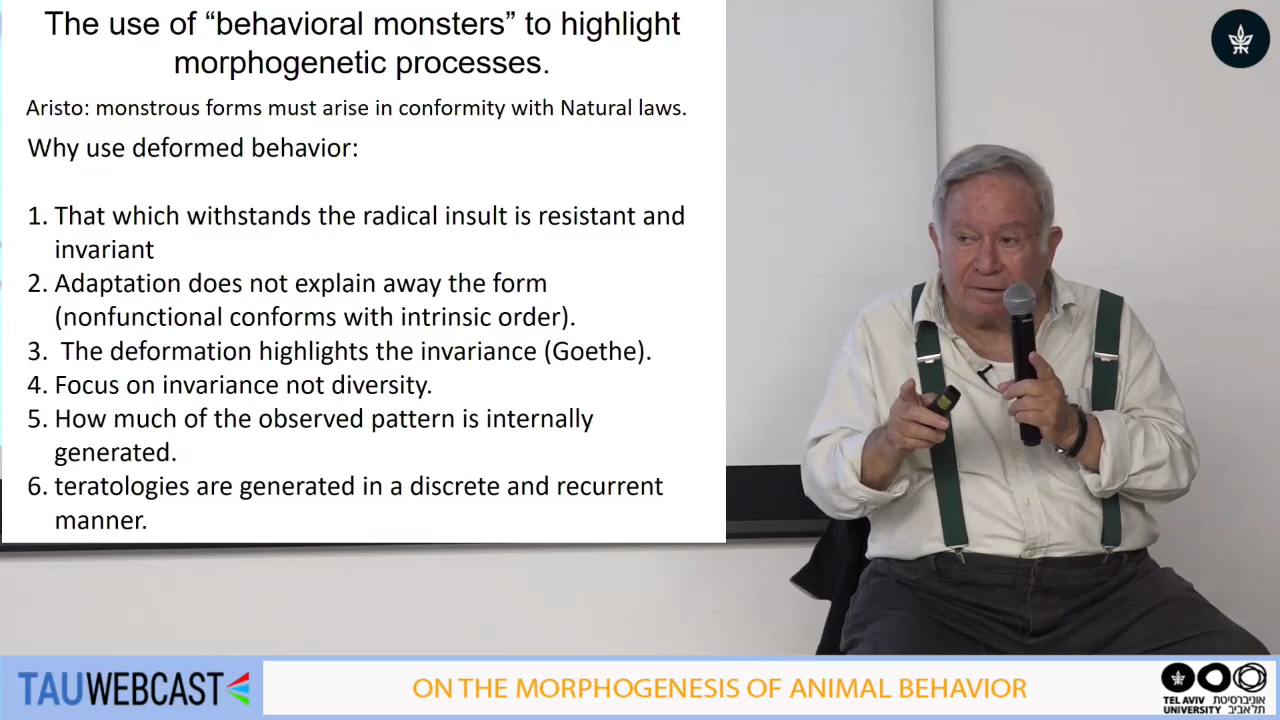 The use of “behavioral monsters” to highlight
morphogenetic processes.
Aristo: monstrous forms must arise in conformity with Natural laws.
Why use deformed behavior:
1. That which withstands the radical insult is resistant and
invariant
2. Adaptation does not explain away the form
(nonfunctional conforms with intrinsic order).
3. The deformation highlights the invariance (Goethe).
4. Focus on invariance not diversity.
5. How much of the observed pattern is internally
generated.
6. teratologies are generated in a discrete and recurrent
manner.
TAUWEBCAST
ON THE MORPHOGENESIS OF ANIMAL BEHAVIOR
TEL AVIV אוניברסיטת
UNIVERSITY תל אביב